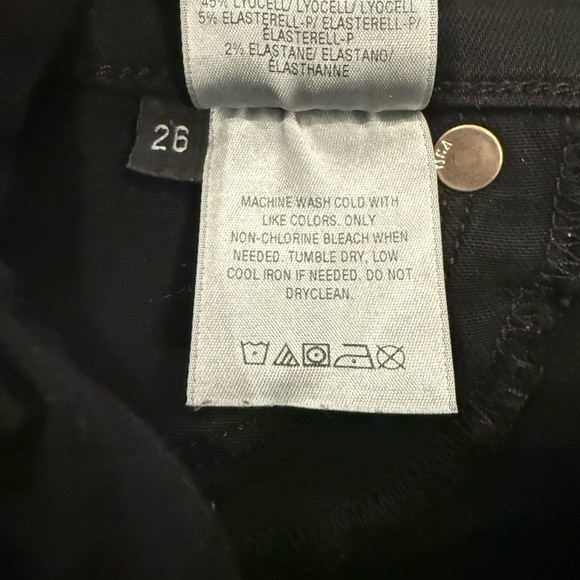 45% LYOCELL/ LYOCELL/ LYOCELL
5% ELASTERELL-P/ ELASTERELL-P/
ELASTERELL-P
2% ELASTANE/ ELASTANO/
ÉLASTHANNE
26
MACHINE WASH COLD WITH
LIKE COLORS. ONLY
NON-CHLORINE BLEACH WHEN
NEEDED. TUMBLE DRY, LOW
COOL IRON IF NEEDED. DO NOT
DRYCLEAN.